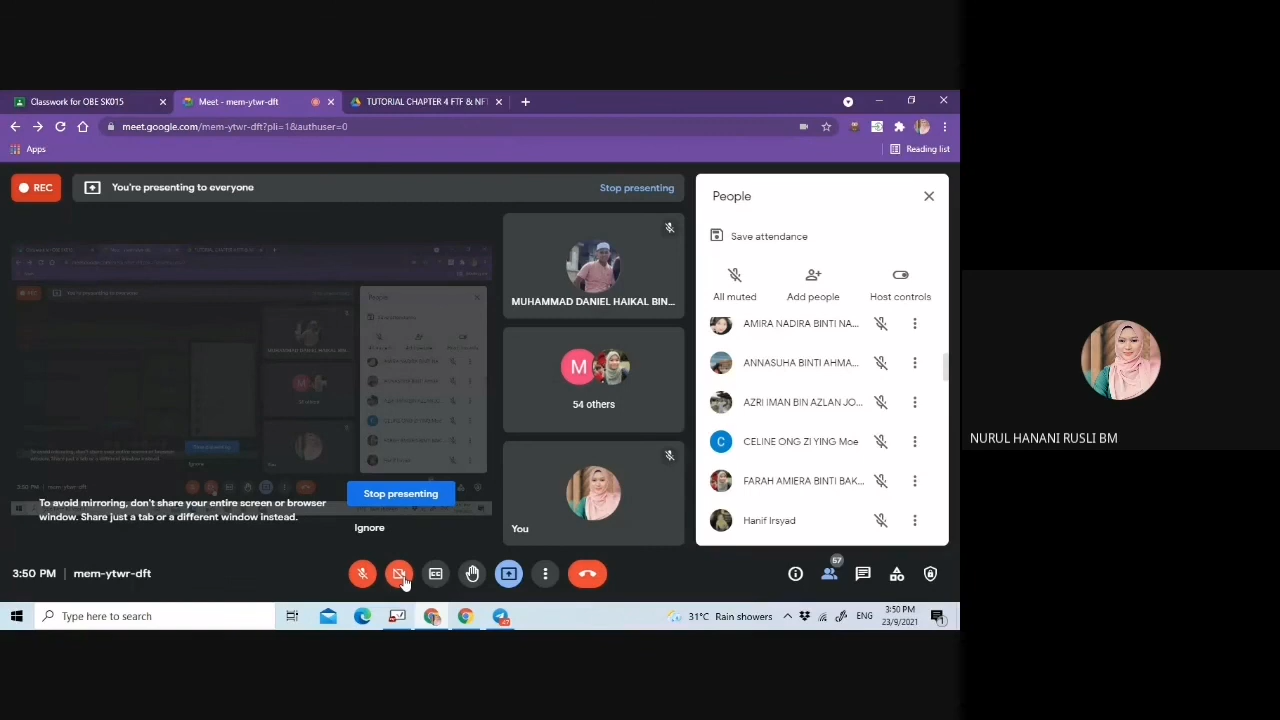 Classwork for OBE SK015
Meet - mem-ytwr-dft
TUTORIAL CHAPTER 4 FTF & NF
meet.google.com/mem-ytwr-dft?pli=1&authuser=0
Apps
Reading list
REC
You're presenting to everyone
Stop presenting
People
Save attendance
All muted
Add people
Host controls
AMIRA NADIRA BINTI NA...
ANNASUHA BINTI AHMA...
AZRI IMAN BIN AZLAN JO...
C
CELINE ONG ZI YING Moe
FARAH AMIERA BINTI BAK...
Hanif Irsyad
MUHAMMAD DANIEL HAIKAL BIN...
M
54 others
You
To avoid mirroring, don't share your entire screen or browser
window. Share just a tab or a different window instead.
Stop presenting
Ignore
3:50 PM | mem-ytwr-dft
57
Type here to search
31°C Rain showers
ENG
3:50 PM
23/9/2021
NURUL HANANI RUSLI BM